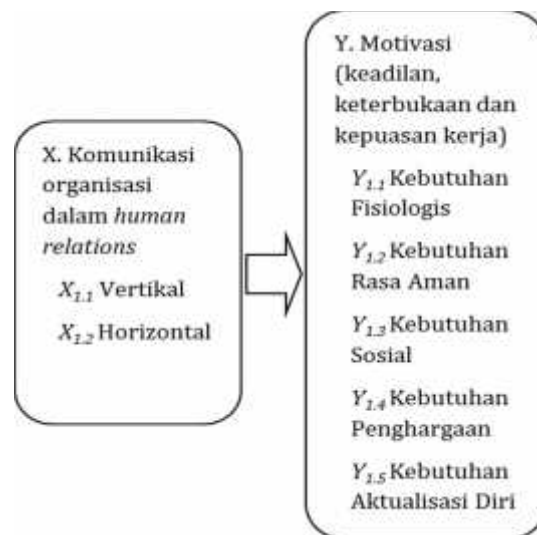 X. Komunikasi
organisasi
dalam human
relations
X1.1 Vertikal
X1.2 Horizontal
Y. Motivasi
(keadilan,
keterbukaan dan
kepuasan kerja)
Y1.1 Kebutuhan
Fisiologis
Y1.2 Kebutuhan
Rasa Aman
Y1.3 Kebutuhan
Sosial
Y1.4 Kebutuhan
Penghargaan
Y1.5 Kebutuhan
Aktualisasi Diri